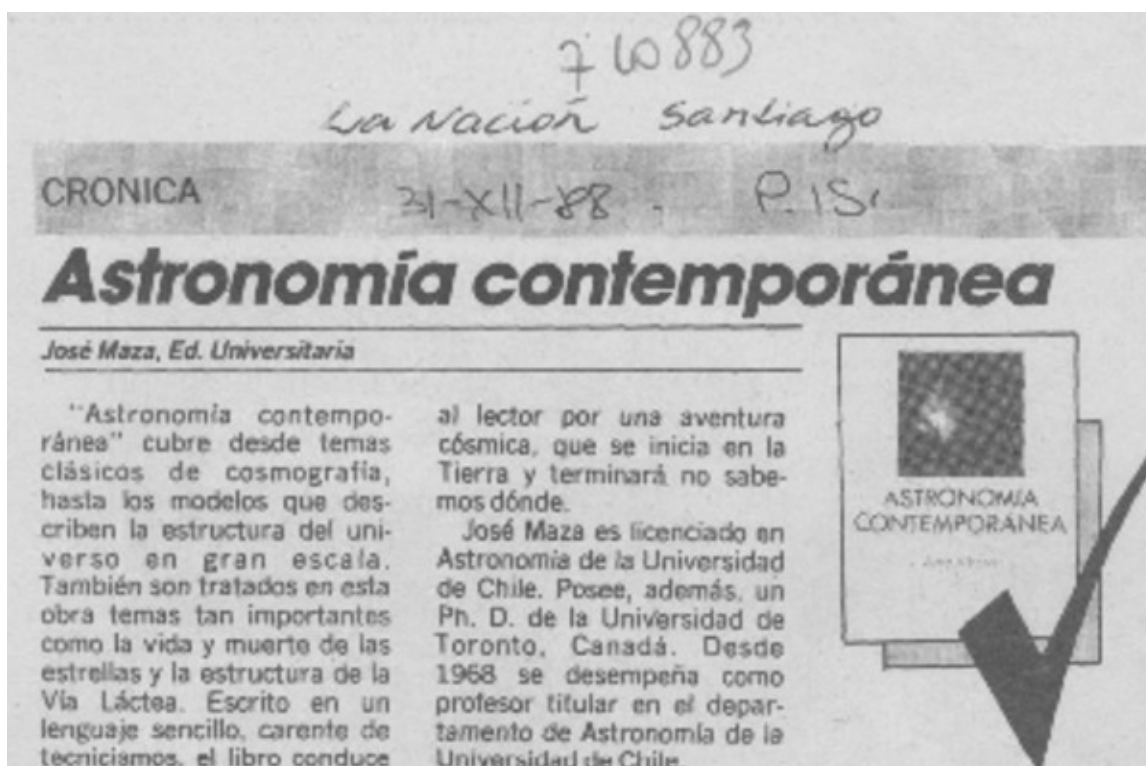 7 60883
La Nación Santiago
CRONICA
31-XII-88. P. 15.
Astronomía contemporánea
José Maza, Ed. Universitaria
"Astronomía contempo-
ránea" cubre desde temas
clásicos de cosmografía,
hasta los modelos que des-
criben la estructura del uni-
verso en gran escala.
También son tratados en esta
obra temas tan importantes
como la vida y muerte de las
estrellas y la estructura de la
Vía Láctea. Escrito en un
lenguaje sencillo, carente de
tecnicismos, el libro conduce
al lector por una aventura
cósmica, que se inicia en la
Tierra y terminará no sabe-
mos dónde.
José Maza es licenciado en
Astronomía de la Universidad
de Chile. Posee, además, un
Ph. D. de la Universidad de
Toronto, Canadá. Desde
1968 se desempeña como
profesor titular en el depar-
tamento de Astronomía de la
Universidad de Chile.
ASTRONOMIA
CONTEMPORANEA